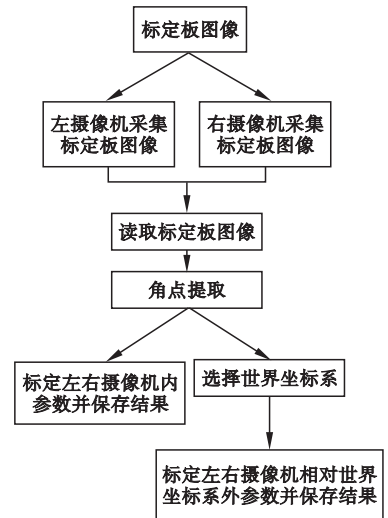 标定板图像
左摄像机采集
标定板图像
右摄像机采集
标定板图像
读取标定板图像
角点提取
标定左右摄像机内
参数并保存结果
选择世界坐标系
标定左右摄像机相对世界
坐标系外参数并保存结果